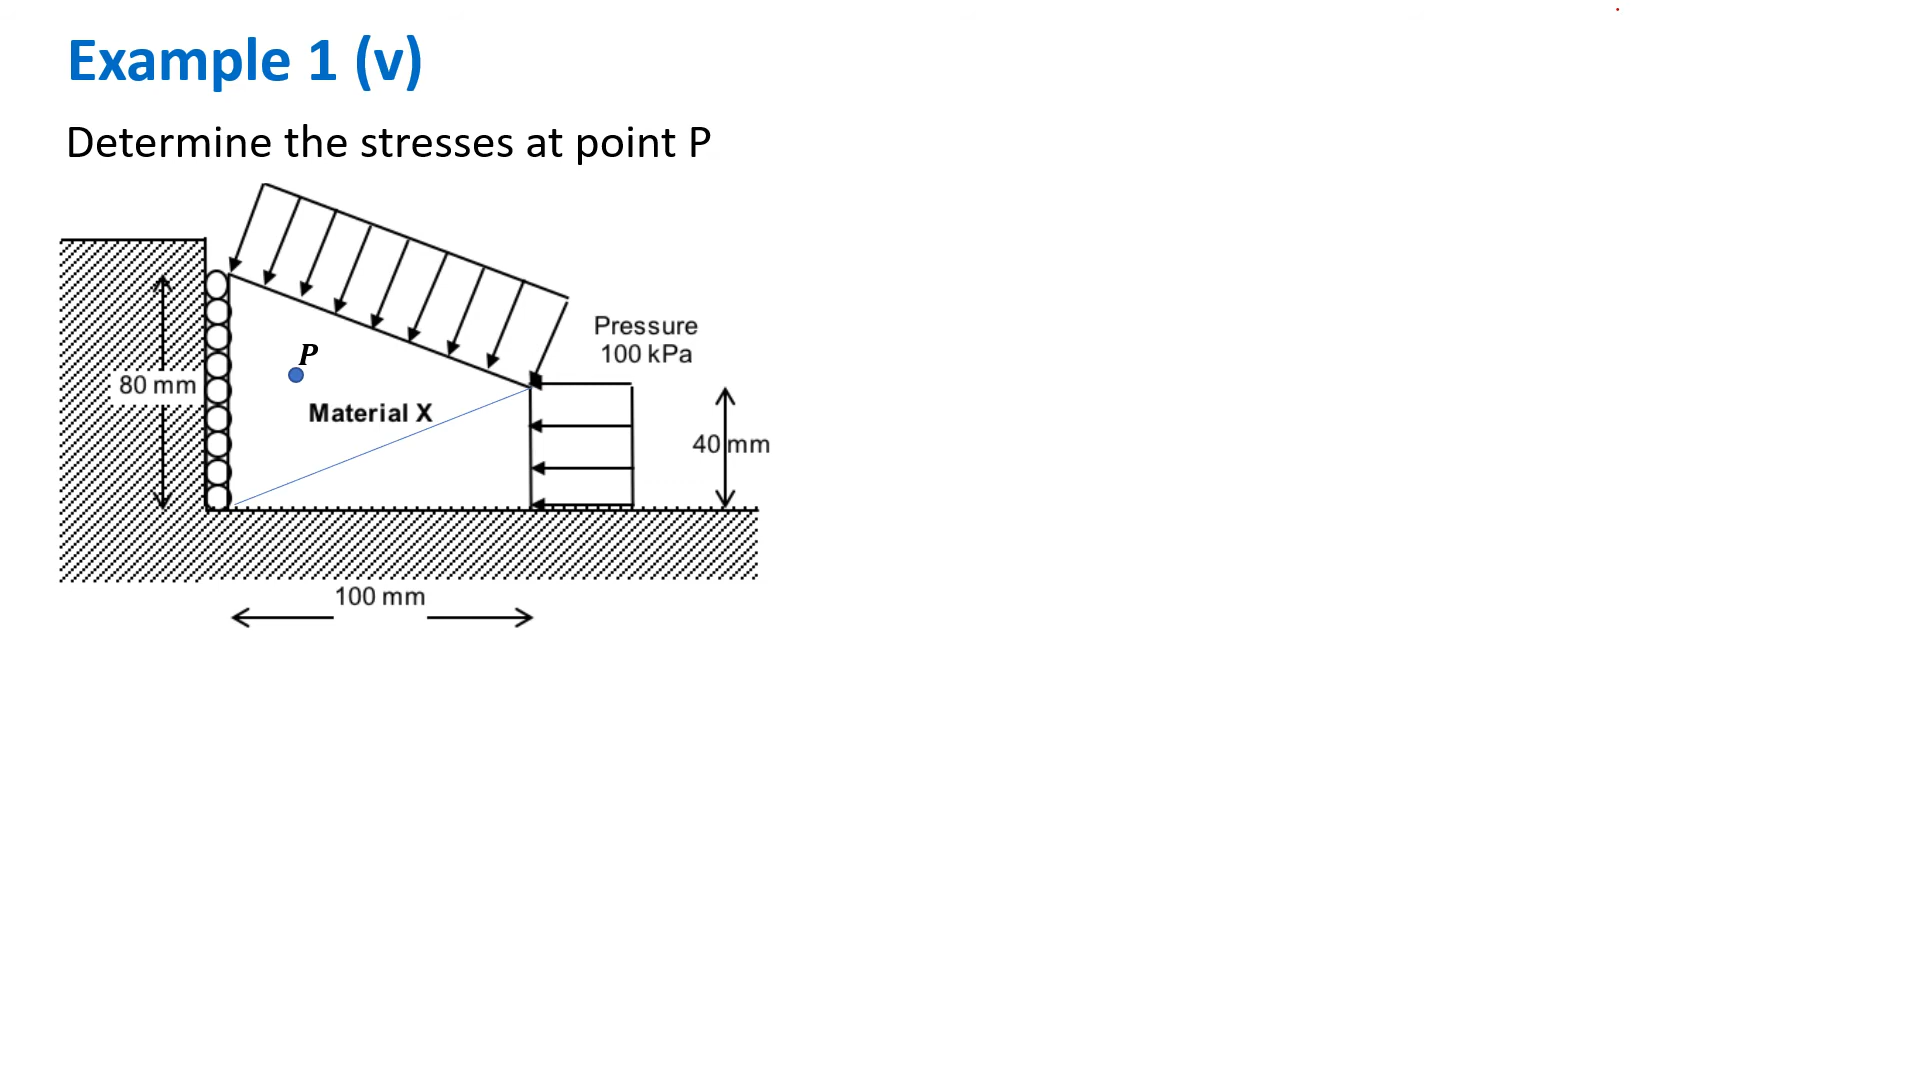 Example 1 (v)
Determine the stresses at point P
Pressure
100 kPa
P
80 mm
Material X
40 mm
100 mm